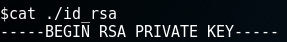 $cat ./id_rsa
-----BEGIN RSA PRIVATE KEY-----